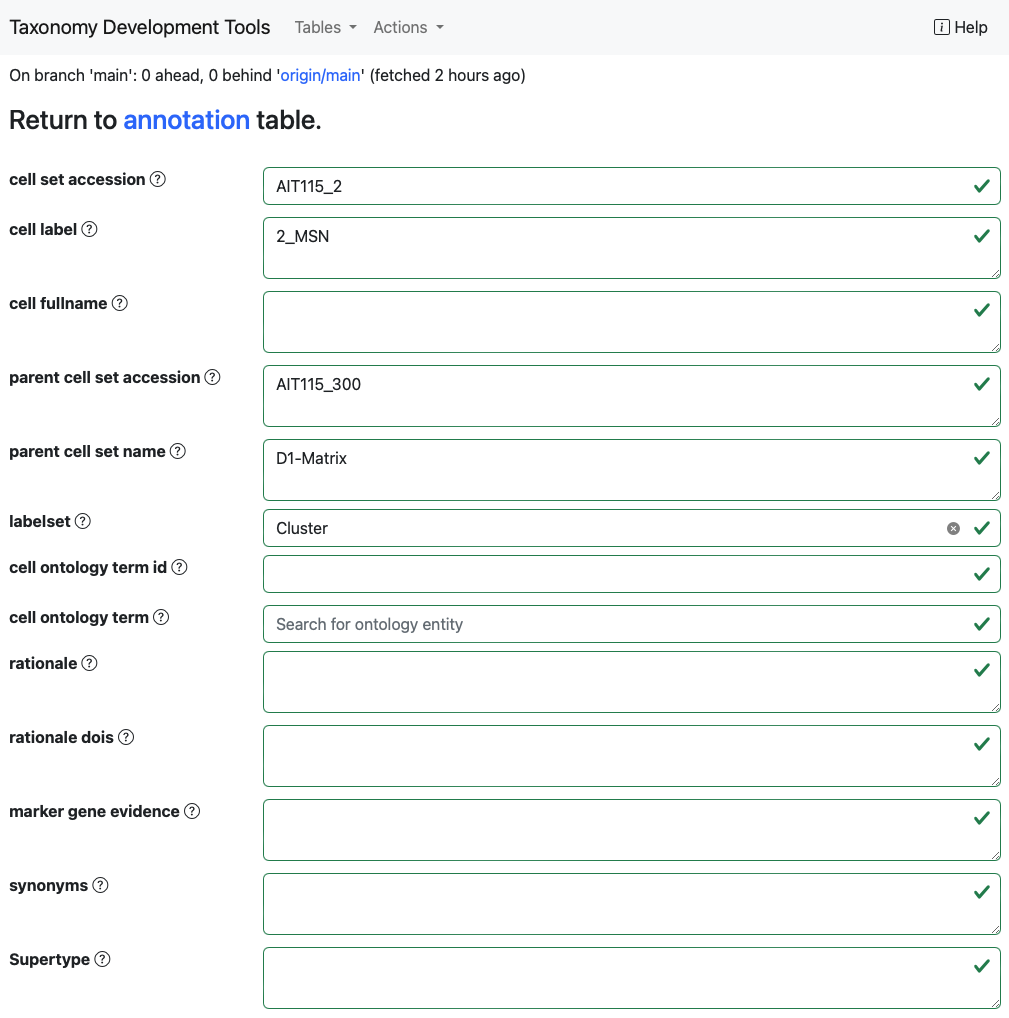 Taxonomy Development Tools Tables Actions Help
On branch 'main': 0 ahead, 0 behind 'origin/main' (fetched 2 hours ago)
Return to annotation table.
cell set accession AIT115_2
cell label 2_MSN
cell fullname
parent cell set accession AIT115_300
parent cell set name D1-Matrix
labelset Cluster
cell ontology term id
cell ontology term Search for ontology entity
rationale
rationale dois
marker gene evidence
synonyms
Supertype